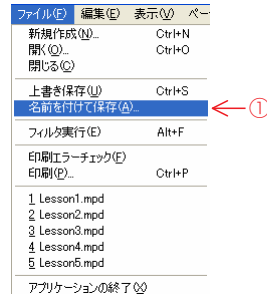 ファイル(F) 編集(E) 表示(V) ペー
新規作成(N)... Ctrl+N
開く(O)... Ctrl+O
閉じる(C)
上書き保存(U) Ctrl+S
名前を付けて保存(A)... ①
フィルタ実行(E) Alt+F
印刷エラーチェック(F)
印刷(P)... Ctrl+P
1 Lesson1.mpd
2 Lesson2.mpd
3 Lesson3.mpd
4 Lesson4.mpd
5 Lesson5.mpd
アプリケーションの終了(X)